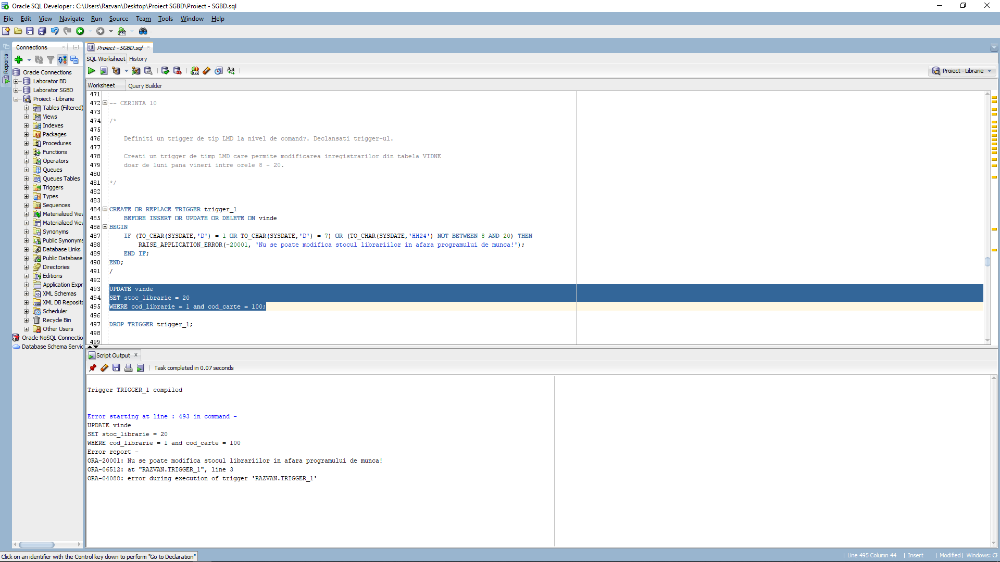 Oracle SQL Developer : C:\Users\Razvan\Desktop\Proiect SGBD\Proiect - SGBD.sql
File Edit View Navigate Run Source Team Tools Window Help
Reports
Connections
Oracle Connections
Laborator BD
Laborator SGBD
Proiect - Librarie
Tables (Filtered)
Views
Indexes
Packages
Procedures
Functions
Operators
Queues
Queues Tables
Triggers
Types
Sequences
Materialized Vie
Materialized Vie
Synonyms
Public Synonyms
Database Links
Public Database
Directories
Editions
Application Expr
XML Schemas
XML DB Reposito
Scheduler
Recycle Bin
Other Users
Oracle NoSQL Connectio
Database Schema Servic
Proiect - SGBD.sql
SQL Worksheet History
Proiect - Librarie
Worksheet Query Builder
471
472 -- CERINTA 10
473
474 /*
475
476 Definiti un trigger de tip LMD la nivel de comand?. Declansati trigger-ul.
477
478 Creati un trigger de timp LMD care permite modificarea inregistrarilor din tabela VIDNE
479 doar de luni pana vineri intre orele 8 - 20.
480
481 */
482
483
484 CREATE OR REPLACE TRIGGER trigger_1
485 BEFORE INSERT OR UPDATE OR DELETE ON vinde
486 BEGIN
487 IF (TO_CHAR(SYSDATE,'D') = 1 OR TO_CHAR(SYSDATE,'D') = 7) OR (TO_CHAR(SYSDATE,'HH24') NOT BETWEEN 8 AND 20) THEN
488 RAISE_APPLICATION_ERROR(-20001, 'Nu se poate modifica stocul librariilor in afara programului de munca!');
489 END IF;
490 END;
491 /
492
493 UPDATE vinde
494 SET stoc_librarie = 20
495 WHERE cod_librarie = 1 and cod_carte = 100;
496
497 DROP TRIGGER trigger_1;
498
499
Script Output
Task completed in 0.07 seconds
Trigger TRIGGER_1 compiled
Error starting at line : 493 in command -
UPDATE vinde
SET stoc_librarie = 20
WHERE cod_librarie = 1 and cod_carte = 100
Error report -
ORA-20001: Nu se poate modifica stocul librariilor in afara programului de munca!
ORA-06512: at "RAZVAN.TRIGGER_1", line 3
ORA-04088: error during execution of trigger 'RAZVAN.TRIGGER_1'
Click on an identifier with the Control key down to perform "Go to Declaration"
| Line 495 Column 44 | Insert | Modified | Windows: CF